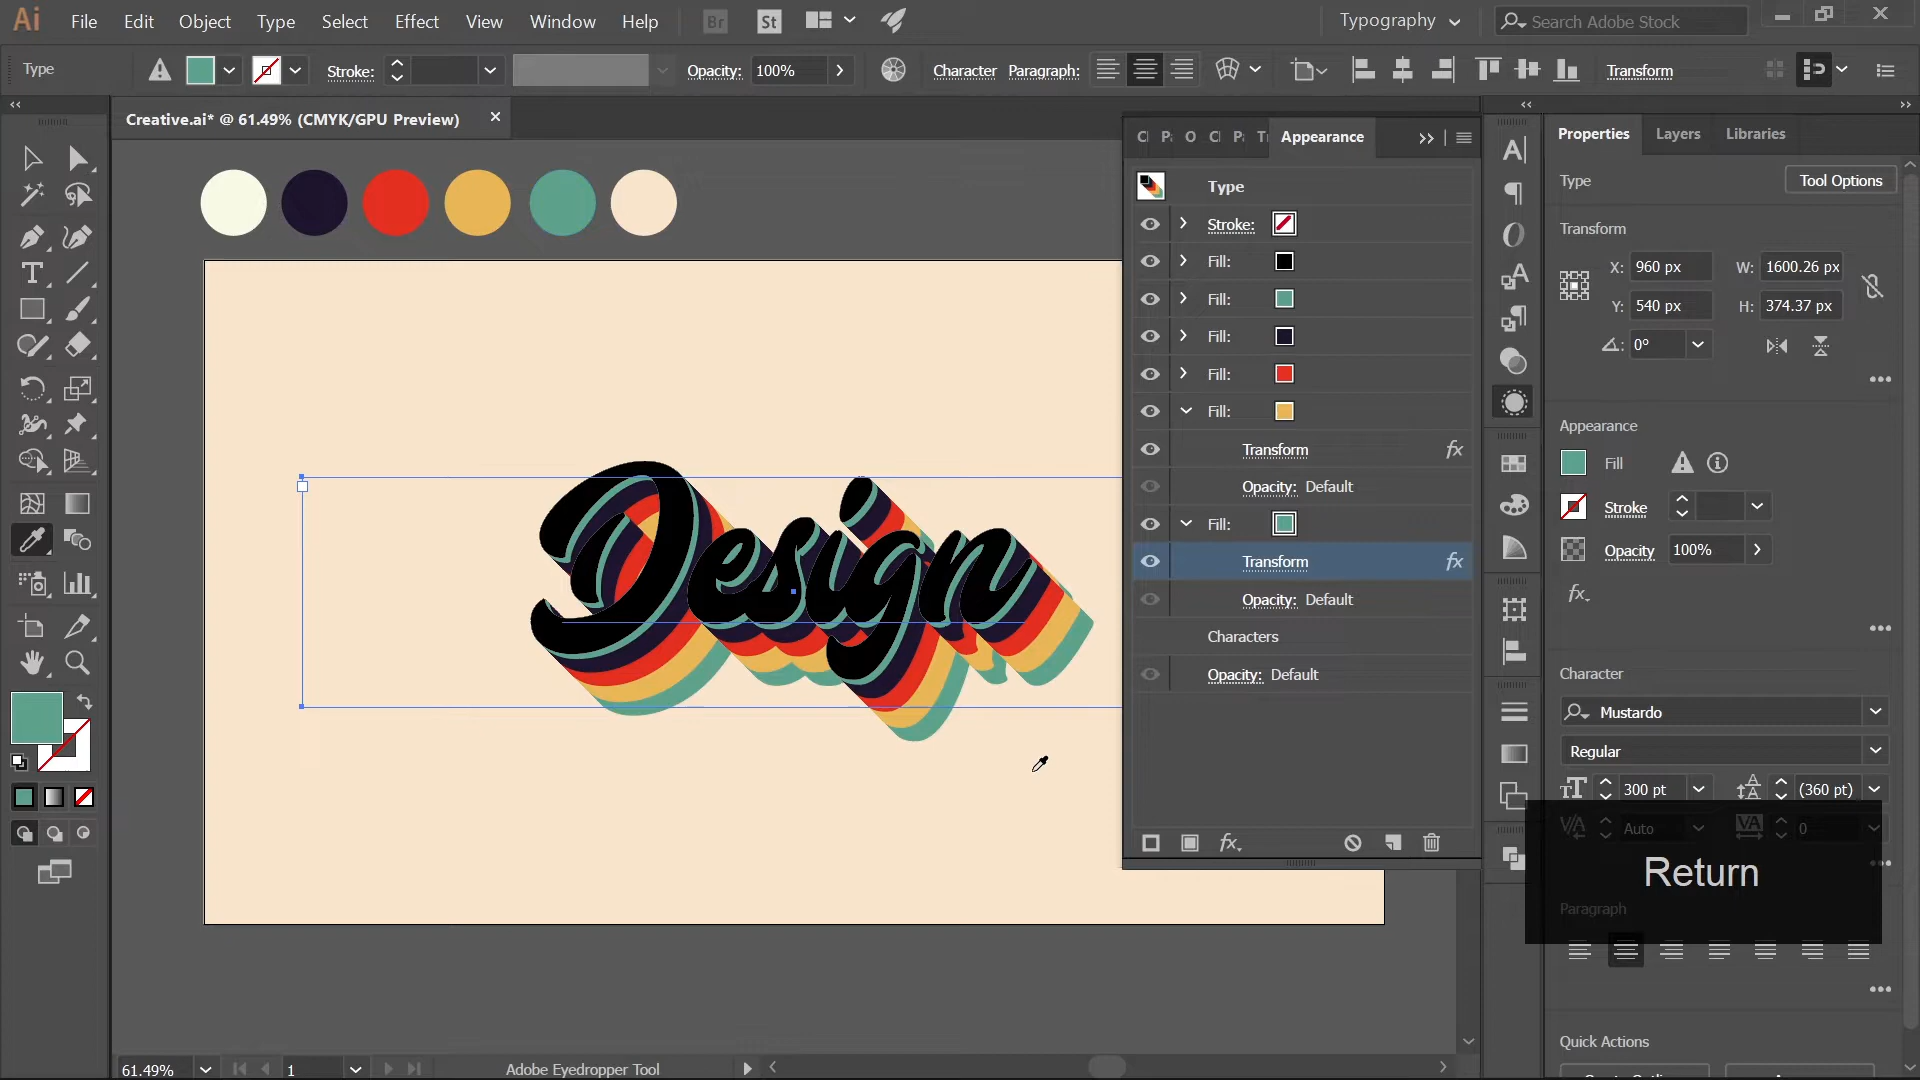 Ai File Edit Object Type Select Effect View Window Help Br St Typography Search Adobe Stock
Type Stroke: Opacity: 100% Character Paragraph: Transform
Creative.ai* @ 61.49% (CMYK/GPU Preview)
Appearance
Type
Stroke:
Fill:
Fill:
Fill:
Fill:
Fill:
Transform fx
Opacity: Default
Fill:
Transform fx
Opacity: Default
Characters
Opacity: Default
fx
Design
Properties Layers Libraries
Type Tool Options
Transform
X: 960 px W: 1600.26 px
Y: 540 px H: 374.37 px
0°
Appearance
Fill
Stroke
Opacity 100%
fx
Character
Mustardo
Regular
300 pt (360 pt)
Auto 0
Return
Paragraph
Quick Actions
61.49% 1 Adobe Eyedropper Tool